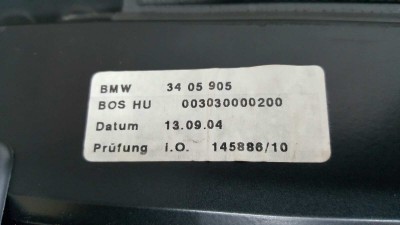 BMW 34 05 905
BOS HU 003030000200
Datum 13.09.04
Prüfung i.O. 145886/10